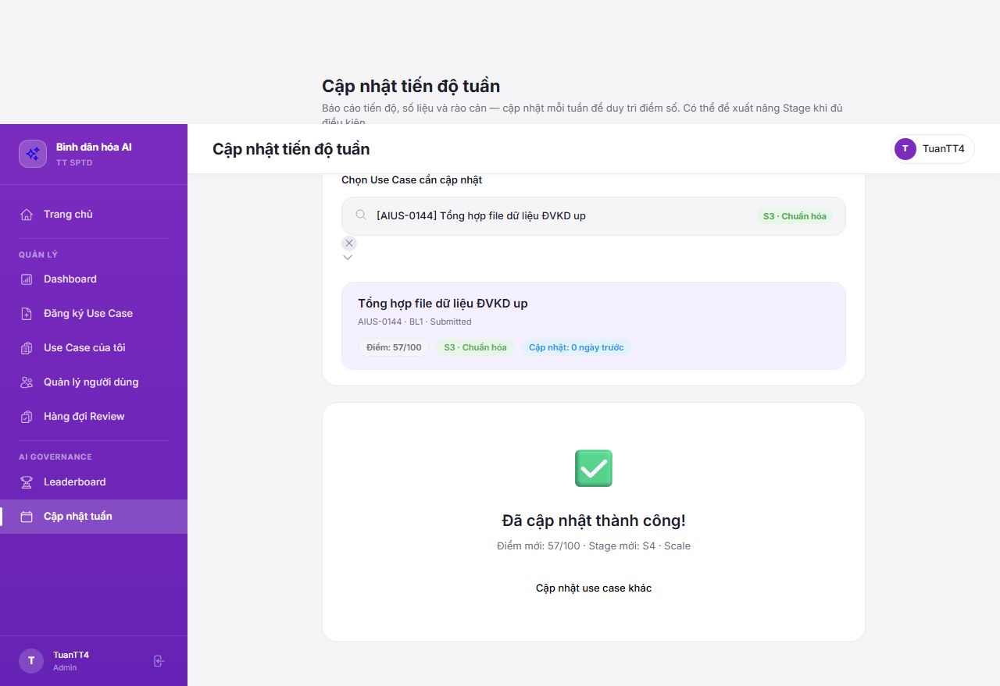 Cập nhật tiến độ tuần
Báo cáo tiến độ, số liệu và rào cản — cập nhật mỗi tuần để duy trì điểm số. Có thể đề xuất nâng Stage khi đủ
điều kiện
Bình dân hóa AI
TT SPTD
Trang chủ
QUẢN LÝ
Dashboard
Đăng ký Use Case
Use Case của tôi
Quản lý người dùng
Hàng đợi Review
AI GOVERNANCE
Leaderboard
Cập nhật tuần
T
TuanTT4
Admin
Cập nhật tiến độ tuần
T
TuanTT4
Chọn Use Case cần cập nhật
[AIUS-0144] Tổng hợp file dữ liệu ĐVKD up
S3 · Chuẩn hóa
Tổng hợp file dữ liệu ĐVKD up
AIUS-0144 · BL1 · Submitted
Điểm: 57/100
S3 · Chuẩn hóa
Cập nhật: 0 ngày trước
Đã cập nhật thành công!
Điểm mới: 57/100 · Stage mới: S4 · Scale
Cập nhật use case khác